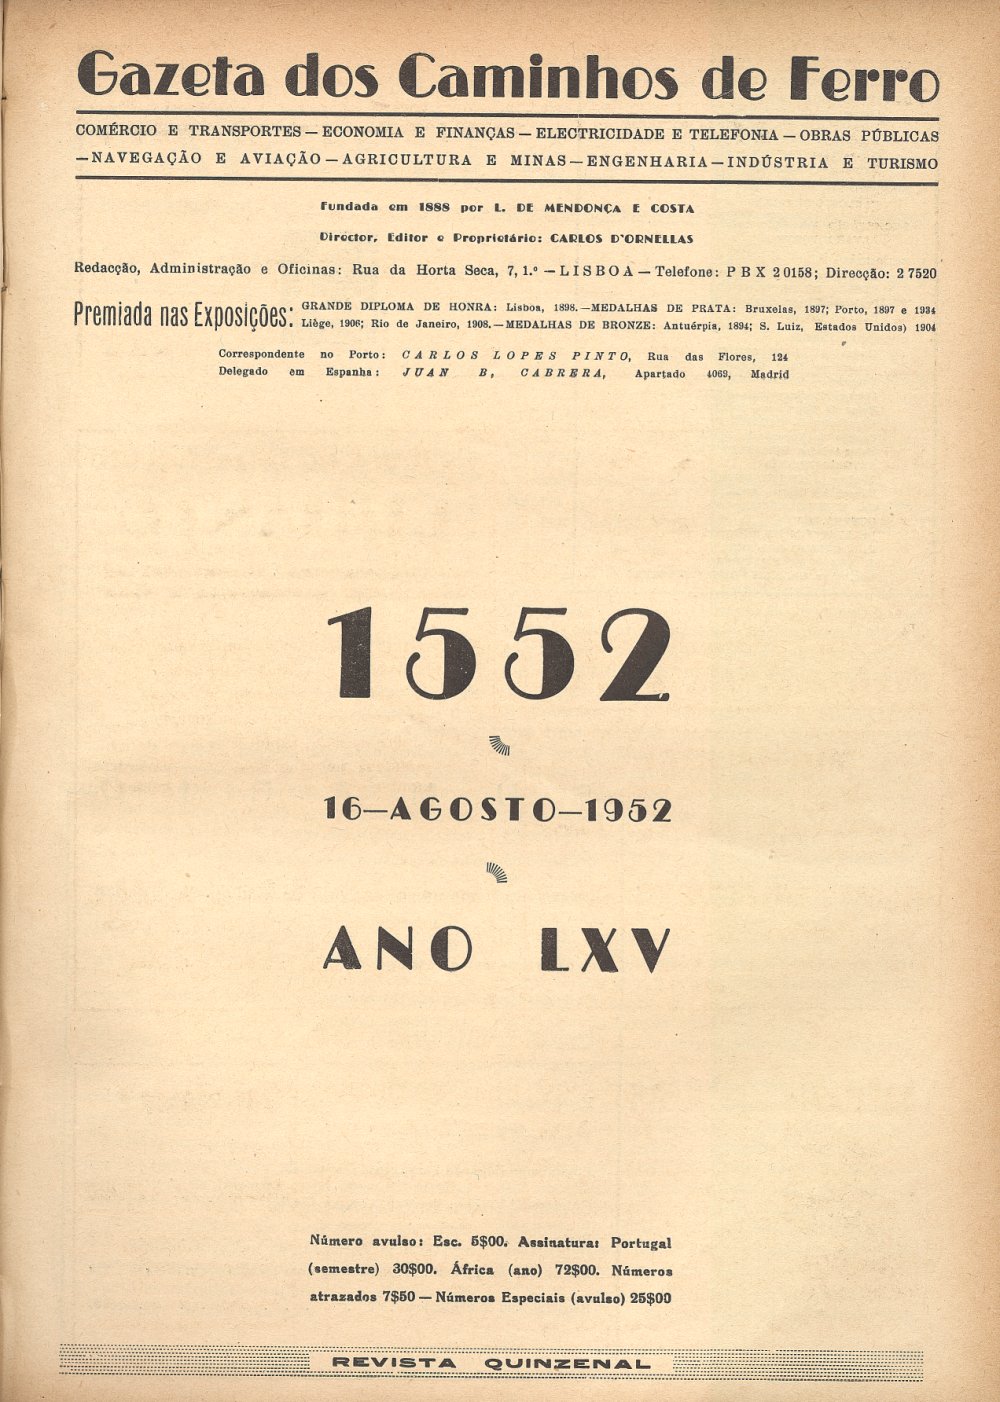 Gazeta dos Caminhos de Ferro
COMÉRCIO E TRANSPORTES — ECONOMIA E FINANÇAS — ELECTRICIDADE E TELEFONIA — OBRAS PÚBLICAS
— NAVEGAÇÃO E AVIAÇÃO — AGRICULTURA E MINAS — ENGENHARIA — INDÚSTRIA E TURISMO
Fundada em 1888 por L. DE MENDONÇA E COSTA
Director, Editor e Proprietário: CARLOS D'ORNELLAS
Redacção, Administração e Oficinas: Rua da Horta Seca, 7, 1.º — LISBOA — Telefone: PBX 20158; Direcção: 27520
Premiada nas Exposições: GRANDE DIPLOMA DE HONRA: Lisboa, 1898. — MEDALHAS DE PRATA: Bruxelas, 1897; Porto, 1897 e 1934
Liège, 1906; Rio de Janeiro, 1908. — MEDALHAS DE BRONZE: Antuérpia, 1894; S. Luiz, Estados Unidos) 1904
Correspondente no Porto: CARLOS LOPES PINTO, Rua das Flores, 124
Delegado em Espanha: JUAN B, CABRERA, Apartado 4069, Madrid
1552
16—AGOSTO—1952
ANO LXV
Número avulso: Esc. 5$00. Assinatura: Portugal
(semestre) 30$00. África (ano) 72$00. Números
atrazados 7$50 — Números Especiais (avulso) 25$00
REVISTA QUINZENAL